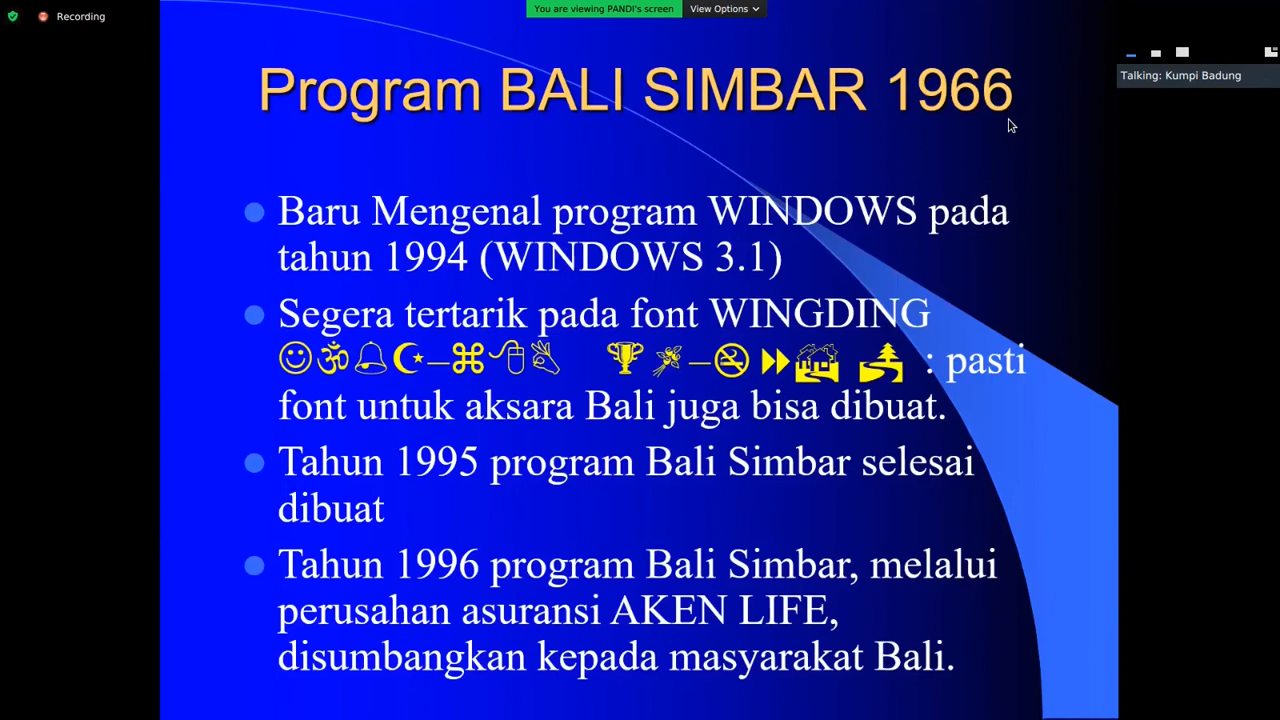 Recording
You are viewing PANDI's screen
View Options
Talking: Kumpi Badung
Program BALI SIMBAR 1966
Baru Mengenal program WINDOWS pada
tahun 1994 (WINDOWS 3.1)
Segera tertarik pada font WINGDING
: pasti
font untuk aksara Bali juga bisa dibuat.
Tahun 1995 program Bali Simbar selesai
dibuat
Tahun 1996 program Bali Simbar, melalui
perusahan asuransi AKEN LIFE,
disumbangkan kepada masyarakat Bali.